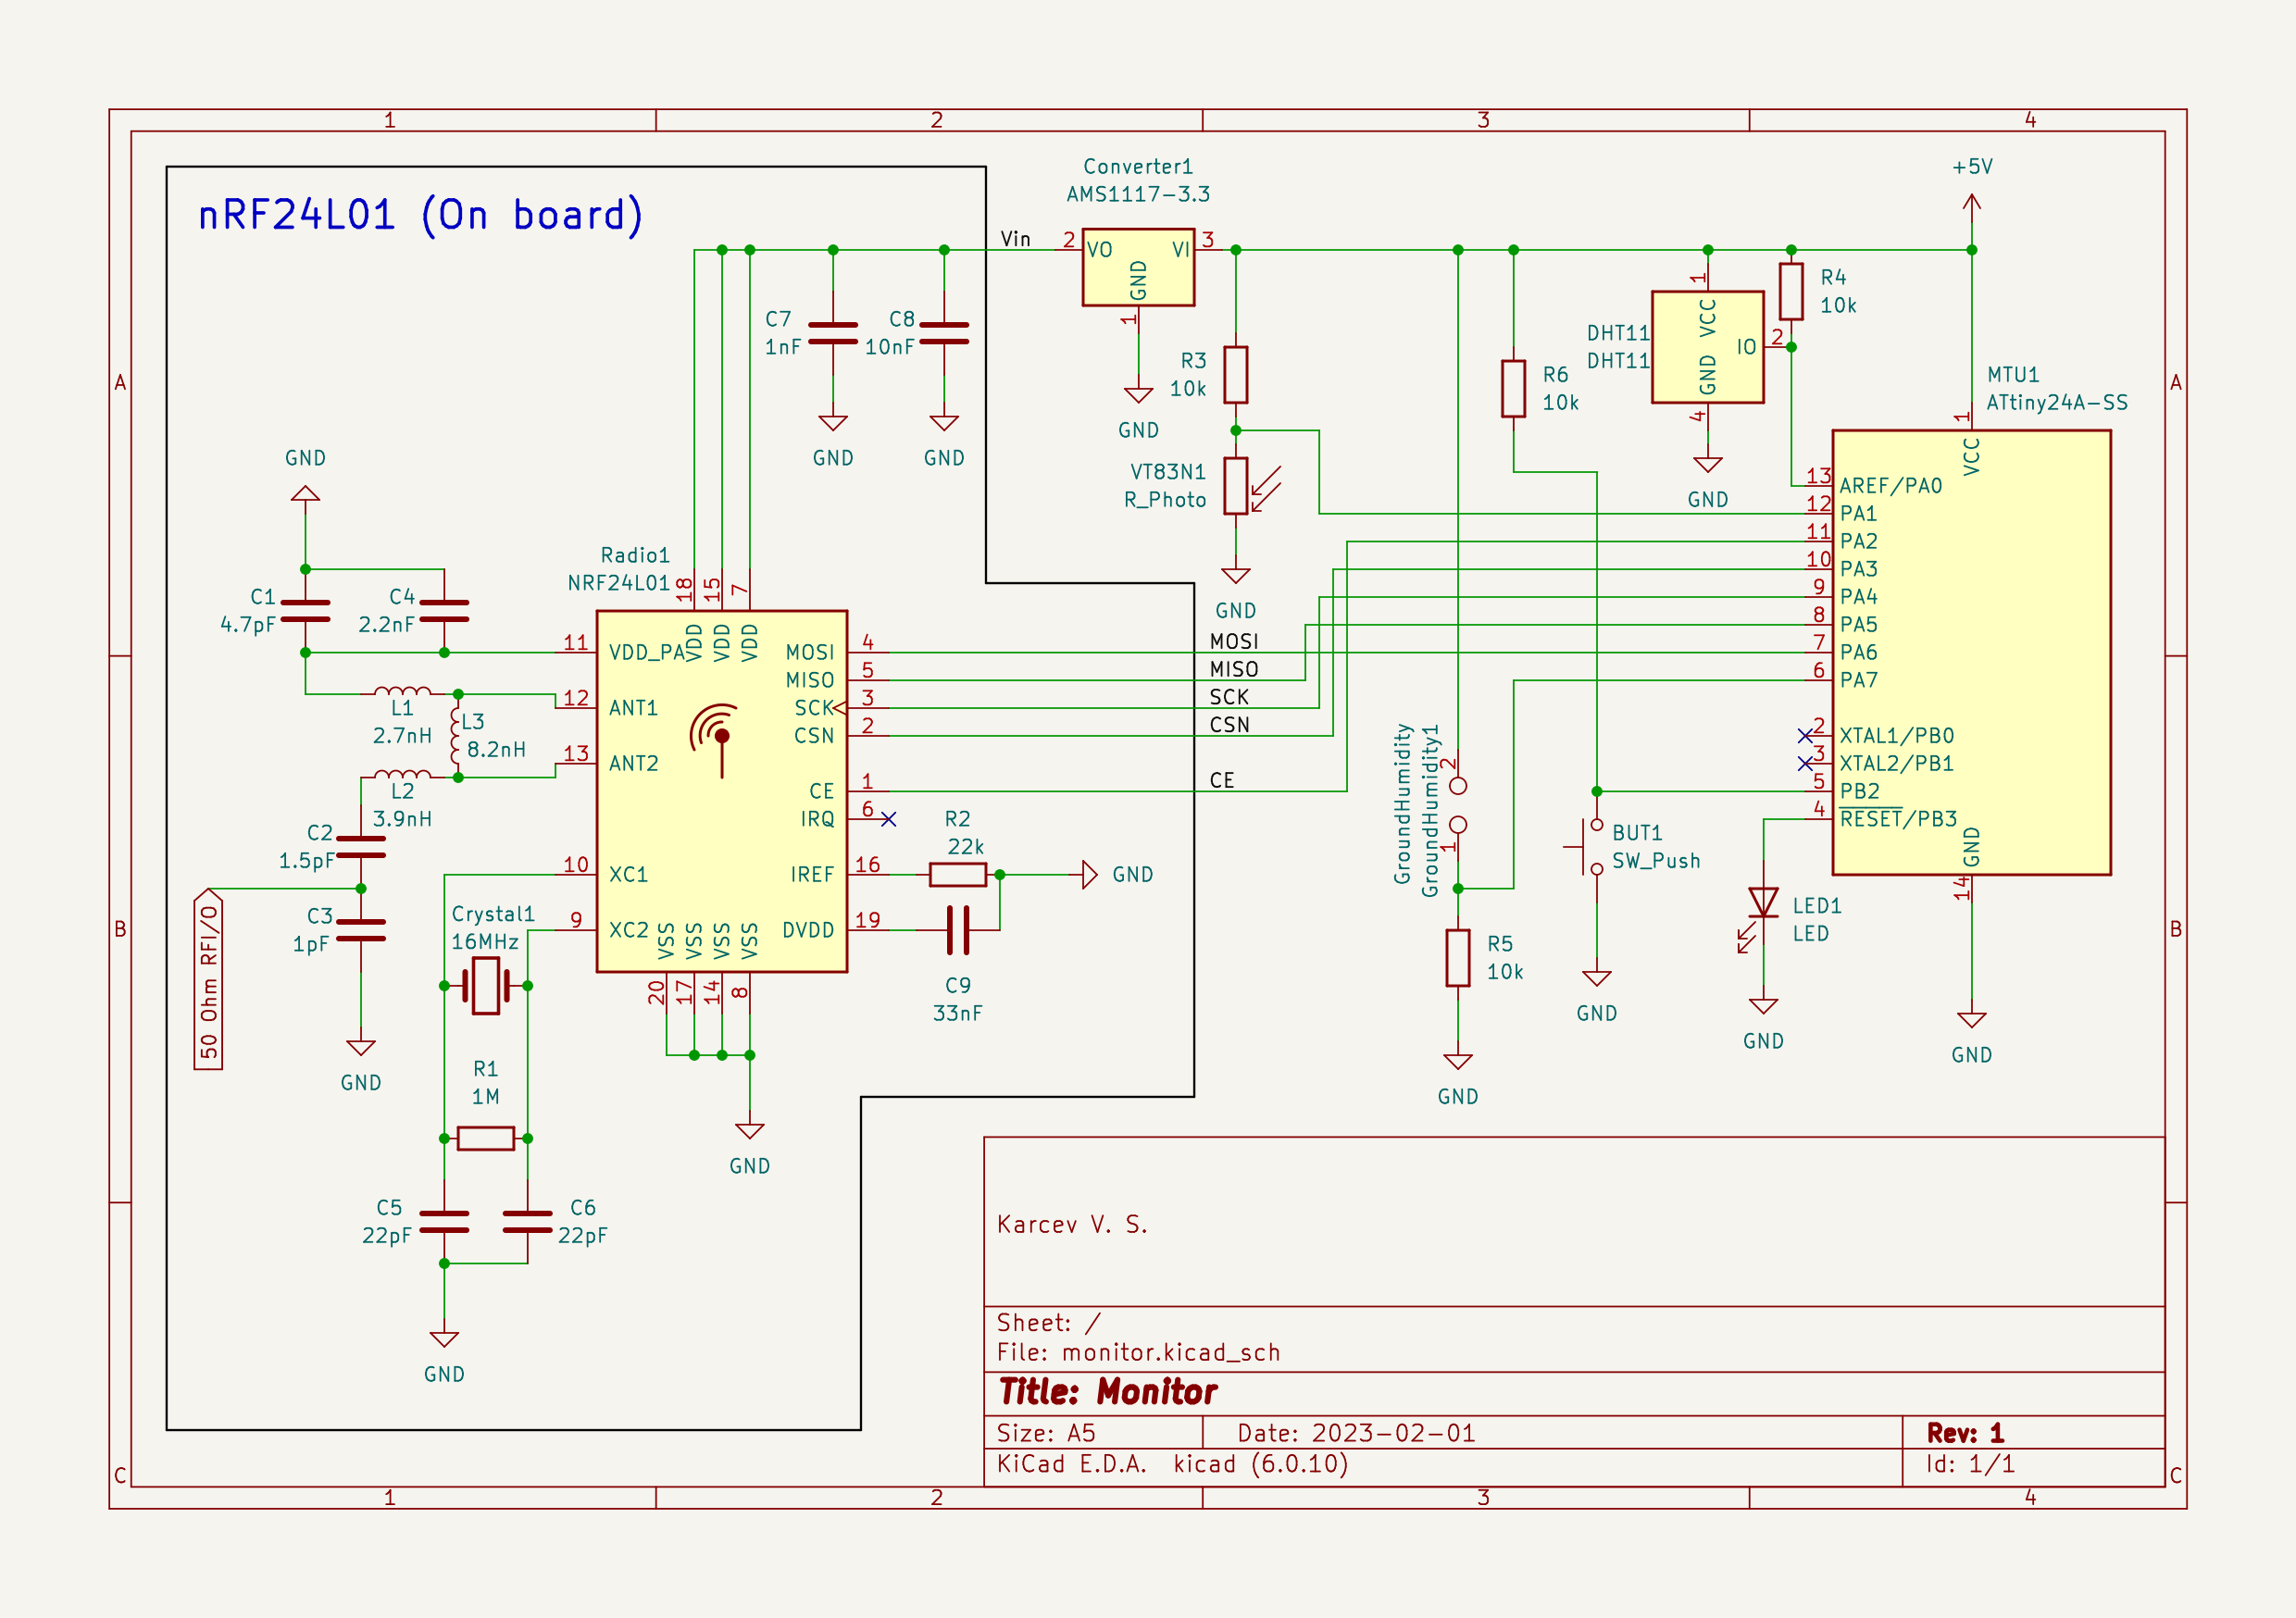 1
2
3
4
A
B
C
A
B
C
1
2
3
4
nRF24L01 (On board)
Vin
Converter1
AMS1117-3.3
2
VO
VI
3
GND
1
GND
+5V
C7
1nF
GND
C8
10nF
GND
R3
10k
VT83N1
R_Photo
GND
R6
10k
DHT11
DHT11
1
VCC
IO
2
GND
4
GND
R4
10k
MTU1
ATtiny24A-SS
1
VCC
13
AREF/PA0
12
PA1
11
PA2
10
PA3
9
PA4
8
PA5
7
PA6
6
PA7
2
XTAL1/PB0
3
XTAL2/PB1
5
PB2
4
RESET/PB3
GND
14
GND
GND
C1
4.7pF
C4
2.2nF
Radio1
NRF24L01
18
15
7
VDD
VDD
VDD
11
VDD_PA
12
ANT1
13
ANT2
10
XC1
9
XC2
MOSI
4
MISO
5
SCK
3
CSN
2
CE
1
IRQ
6
IREF
16
DVDD
19
VSS
VSS
VSS
VSS
20
17
14
8
GND
MOSI
MISO
SCK
CSN
CE
L1
2.7nH
L3
8.2nH
L2
3.9nH
C2
1.5pF
C3
1pF
GND
50 Ohm RFI/O
Crystal1
16MHz
R1
1M
C5
22pF
C6
22pF
GND
R2
22k
GND
C9
33nF
GroundHumidity
GroundHumidity1
2
1
R5
10k
GND
BUT1
SW_Push
GND
LED1
LED
GND
Karcev V. S.
Sheet: /
File: monitor.kicad_sch
Title: Monitor
Size: A5
Date: 2023-02-01
Rev: 1
KiCad E.D.A. kicad (6.0.10)
Id: 1/1